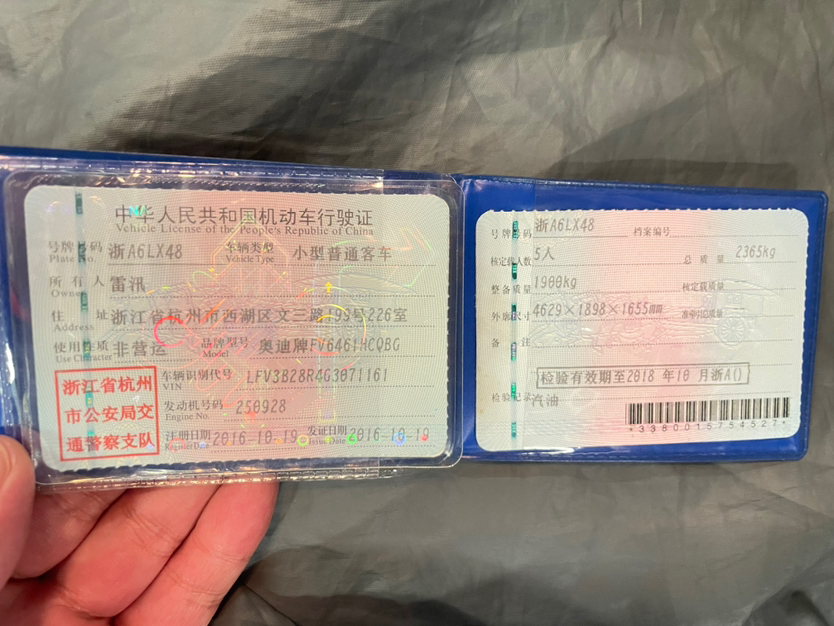 中华人民共和国机动车行驶证
Vehicle License of the People's Republic of China
号牌号码 浙A6LX48 车辆类型 小型普通客车
Plate No. Vehicle Type
所有人 雷汛
Owner
住址 浙江省杭州市西湖区文三路199号226室
Address
使用性质 非营运 品牌型号 奥迪牌FV6461HCQBG
Use Character Model
浙江省杭州
市公安局交
通警察支队
车辆识别代号 LFV3B28R4G3071161
VIN
发动机号码 250928
Engine No.
注册日期 2016-10-19 发证日期 2016-10-19
Register Date Issue Date
号牌号码 浙A6LX48 档案编号
核定载人数 5人 总质量 2365kg
整备质量 1900kg 核定载质量
外廓尺寸 4629×1898×1655mm 准牵引总质量
备注
检验有效期至2018 年10 月浙A()
检验记录 汽油
*3380015754527*